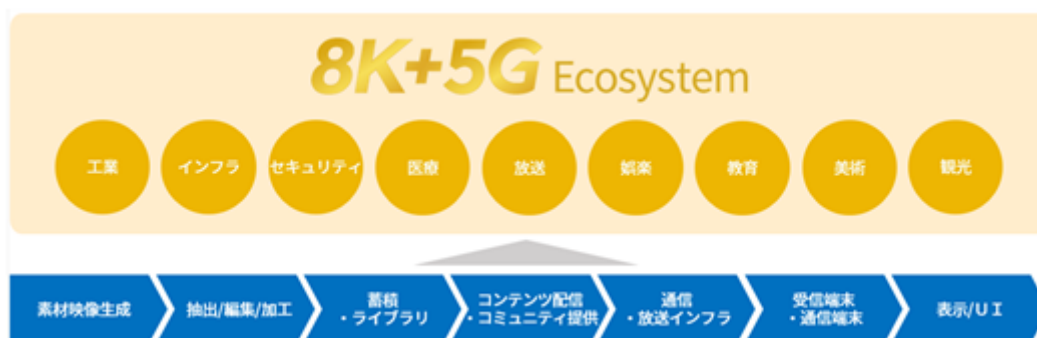 8K+5G Ecosystem
工業 インフラ セキュリティ 医療 放送 娯楽 教育 美術 観光
素材映像生成
抽出/編集/加工
蓄積
・ライブラリ
コンテンツ配信
・コミュニティ提供
通信
・放送インフラ
受信端末
・通信端末
表示/UI